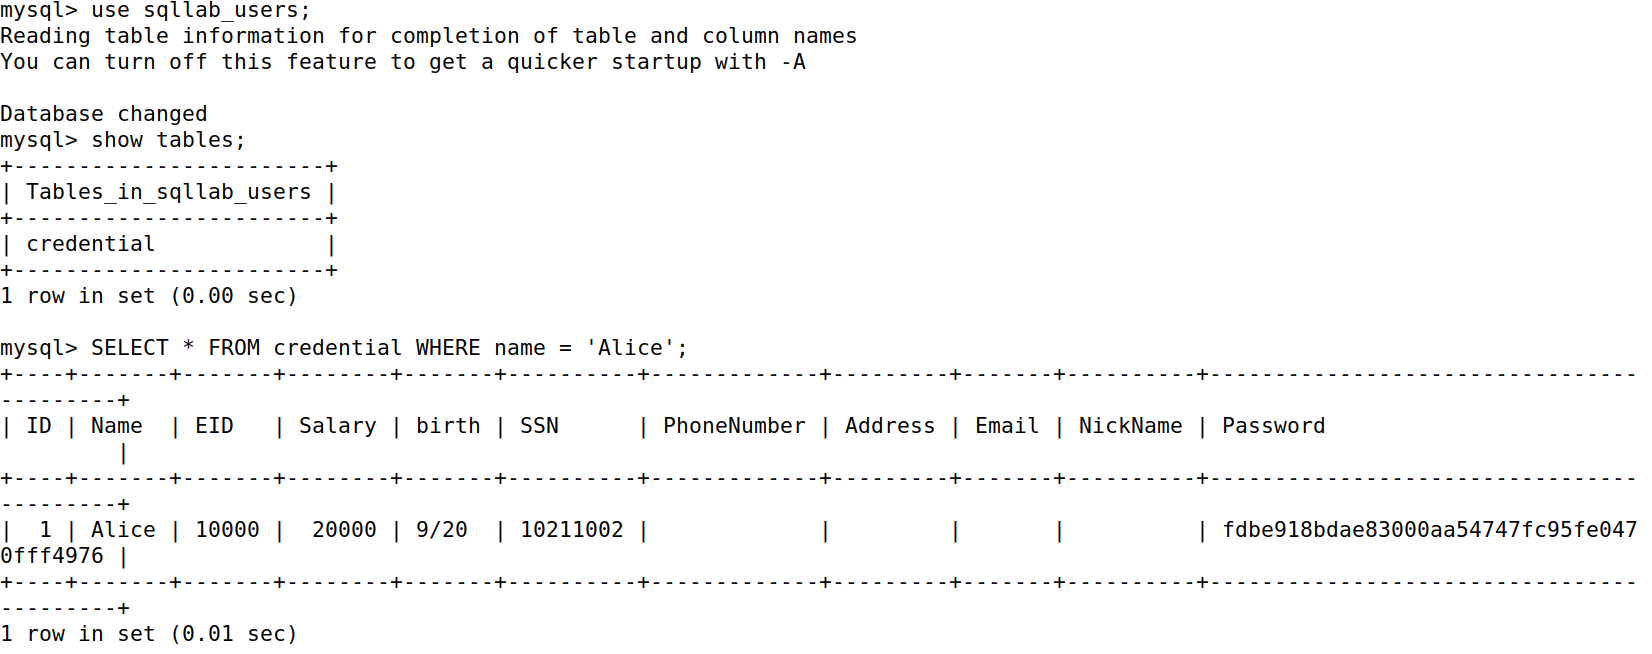 mysql> use sqllab_users;
Reading table information for completion of table and column names
You can turn off this feature to get a quicker startup with -A

Database changed
mysql> show tables;
+------------------------+
| Tables_in_sqllab_users |
+------------------------+
| credential             |
+------------------------+
1 row in set (0.00 sec)

mysql> SELECT * FROM credential WHERE name = 'Alice';
+----+-------+-------+--------+-------+----------+-------------+---------+-------+----------+---------------------------------
---------+
| ID | Name  | EID   | Salary | birth | SSN      | PhoneNumber | Address | Email | NickName | Password
         |
+----+-------+-------+--------+-------+----------+-------------+---------+-------+----------+---------------------------------
---------+
|  1 | Alice | 10000 |  20000 | 9/20  | 10211002 |             |         |       |          | fdbe918bdae83000aa54747fc95fe047
0fff4976 |
+----+-------+-------+--------+-------+----------+-------------+---------+-------+----------+---------------------------------
---------+
1 row in set (0.01 sec)